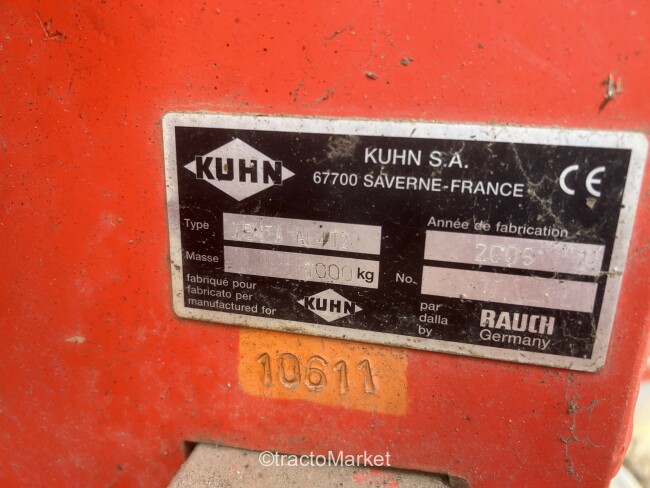 KUHN
KUHN S.A.
67700 SAVERNE-FRANCE
CE
Type
Année de fabrication
Masse
1000 kg
No.
fabriqué pour
fabricato per
manufactured for
KUHN
par
dalla
by
RAUCH
Germany
10611
©tractoMarket